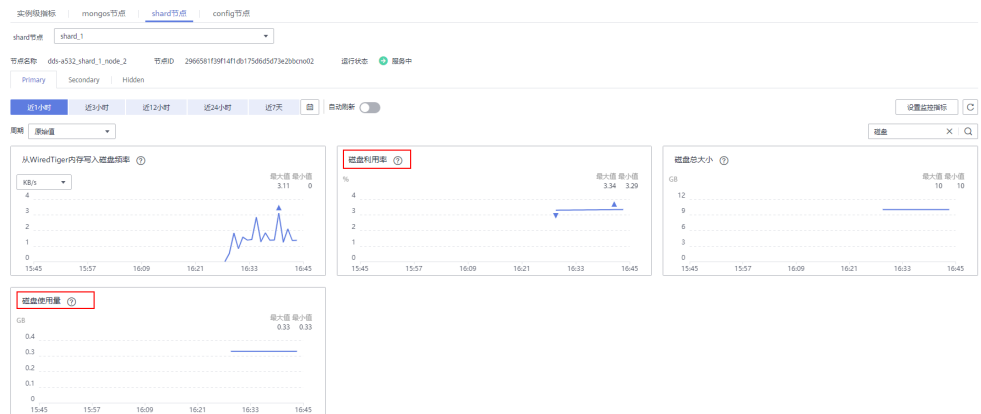 实例级指标 mongos节点 shard节点 config节点
shard节点 shard_1
节点名称 dds-a532_shard_1_node_2 节点ID 2966581f39f14f1db175d6d5d73e2bbcno02 运行状态 服务中
Primary Secondary Hidden
近1小时 近3小时 近12小时 近24小时 近7天 自动刷新 设置监控指标
周期 原始值 磁盘
从WiredTiger内存写入磁盘频率
KB/s
最大值 最小值
3.11 0
4
3
2
1
0
15:45 15:57 16:09 16:21 16:33 16:45
磁盘利用率
%
最大值 最小值
3.34 3.29
4
3
2
1
0
15:45 15:57 16:09 16:21 16:33 16:45
磁盘总大小
GB
最大值 最小值
10 10
12
9
6
3
0
15:45 15:57 16:09 16:21 16:33 16:45
磁盘使用量
GB
最大值 最小值
0.33 0.33
0.4
0.3
0.2
0.1
0
15:45 15:57 16:09 16:21 16:33 16:45